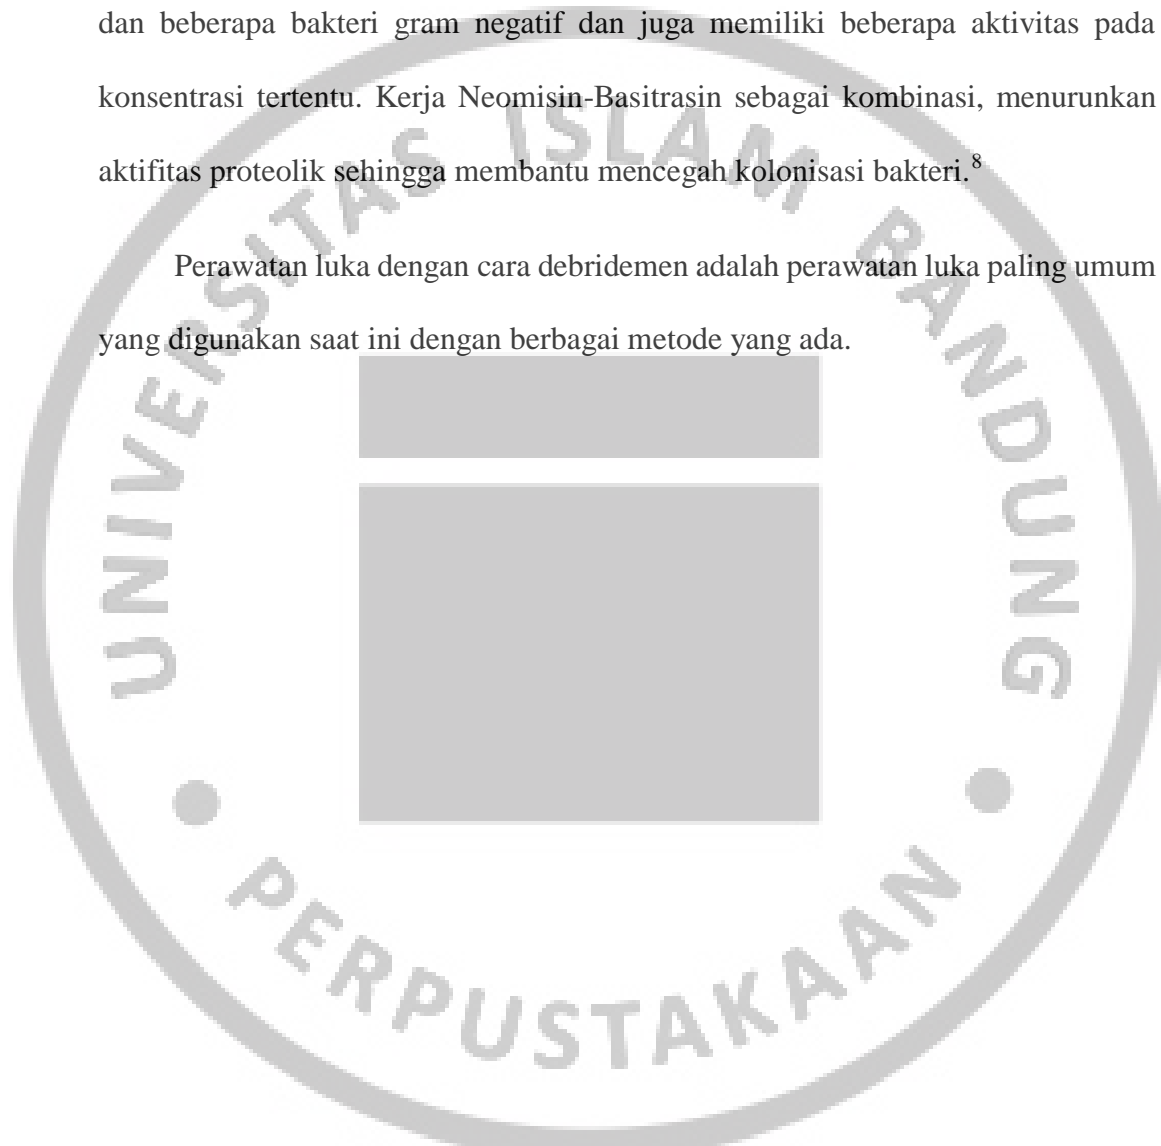 dan beberapa bakteri gram negatif dan juga memiliki beberapa aktivitas pada
konsentrasi tertentu. Kerja Neomisin-Basitrasin sebagai kombinasi, menurunkan
aktifitas proteolik sehingga membantu mencegah kolonisasi bakteri.⁸
Perawatan luka dengan cara debridemen adalah perawatan luka paling umum
yang digunakan saat ini dengan berbagai metode yang ada.
UNIVERSITAS ISLAM BANDUNG
PERPUSTAKAAN